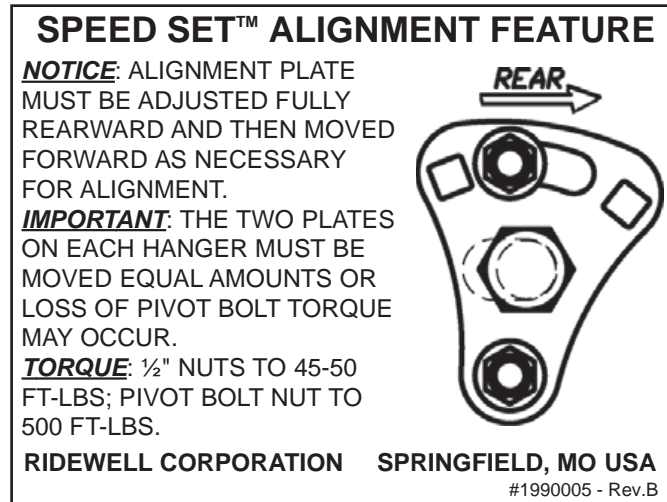 SPEED SET™ ALIGNMENT FEATURE
NOTICE: ALIGNMENT PLATE
MUST BE ADJUSTED FULLY
REARWARD AND THEN MOVED
FORWARD AS NECESSARY
FOR ALIGNMENT.
IMPORTANT: THE TWO PLATES
ON EACH HANGER MUST BE
MOVED EQUAL AMOUNTS OR
LOSS OF PIVOT BOLT TORQUE
MAY OCCUR.
TORQUE: ½" NUTS TO 45-50
FT-LBS; PIVOT BOLT NUT TO
500 FT-LBS.
REAR
RIDEWELL CORPORATION SPRINGFIELD, MO USA
#1990005 - Rev.B